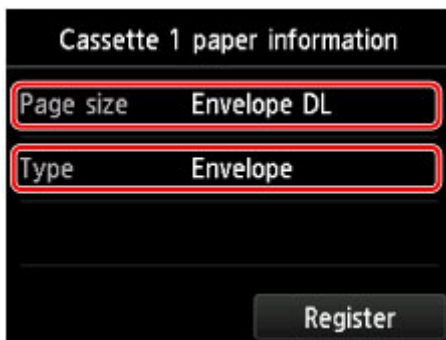 Cassette 1 paper information
Page size Envelope DL
Type Envelope
Register